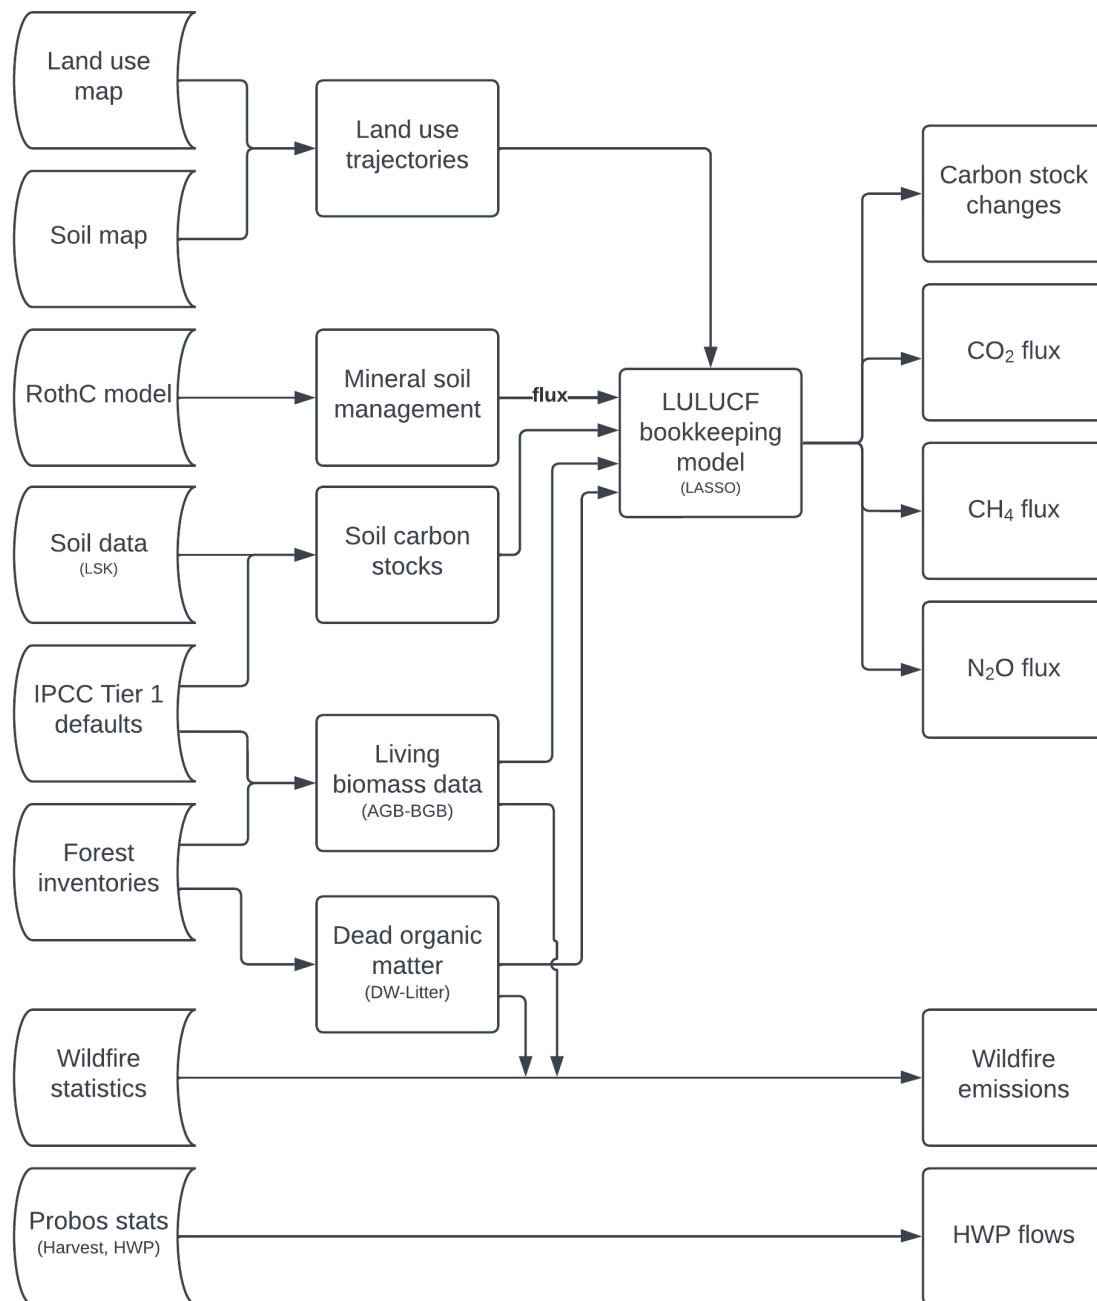 Land use
map
Soil map
Land use
trajectories
RothC model
Mineral soil
management
flux
Soil data
(LSK)
Soil carbon
stocks
IPCC Tier 1
defaults
Living
biomass data
(AGB-BGB)
Forest
inventories
Dead organic
matter
(DW-Litter)
LULUCF
bookkeeping
model
(LASSO)
Carbon stock
changes
CO₂ flux
CH₄ flux
N₂O flux
Wildfire
statistics
Wildfire
emissions
Probos stats
(Harvest, HWP)
HWP flows